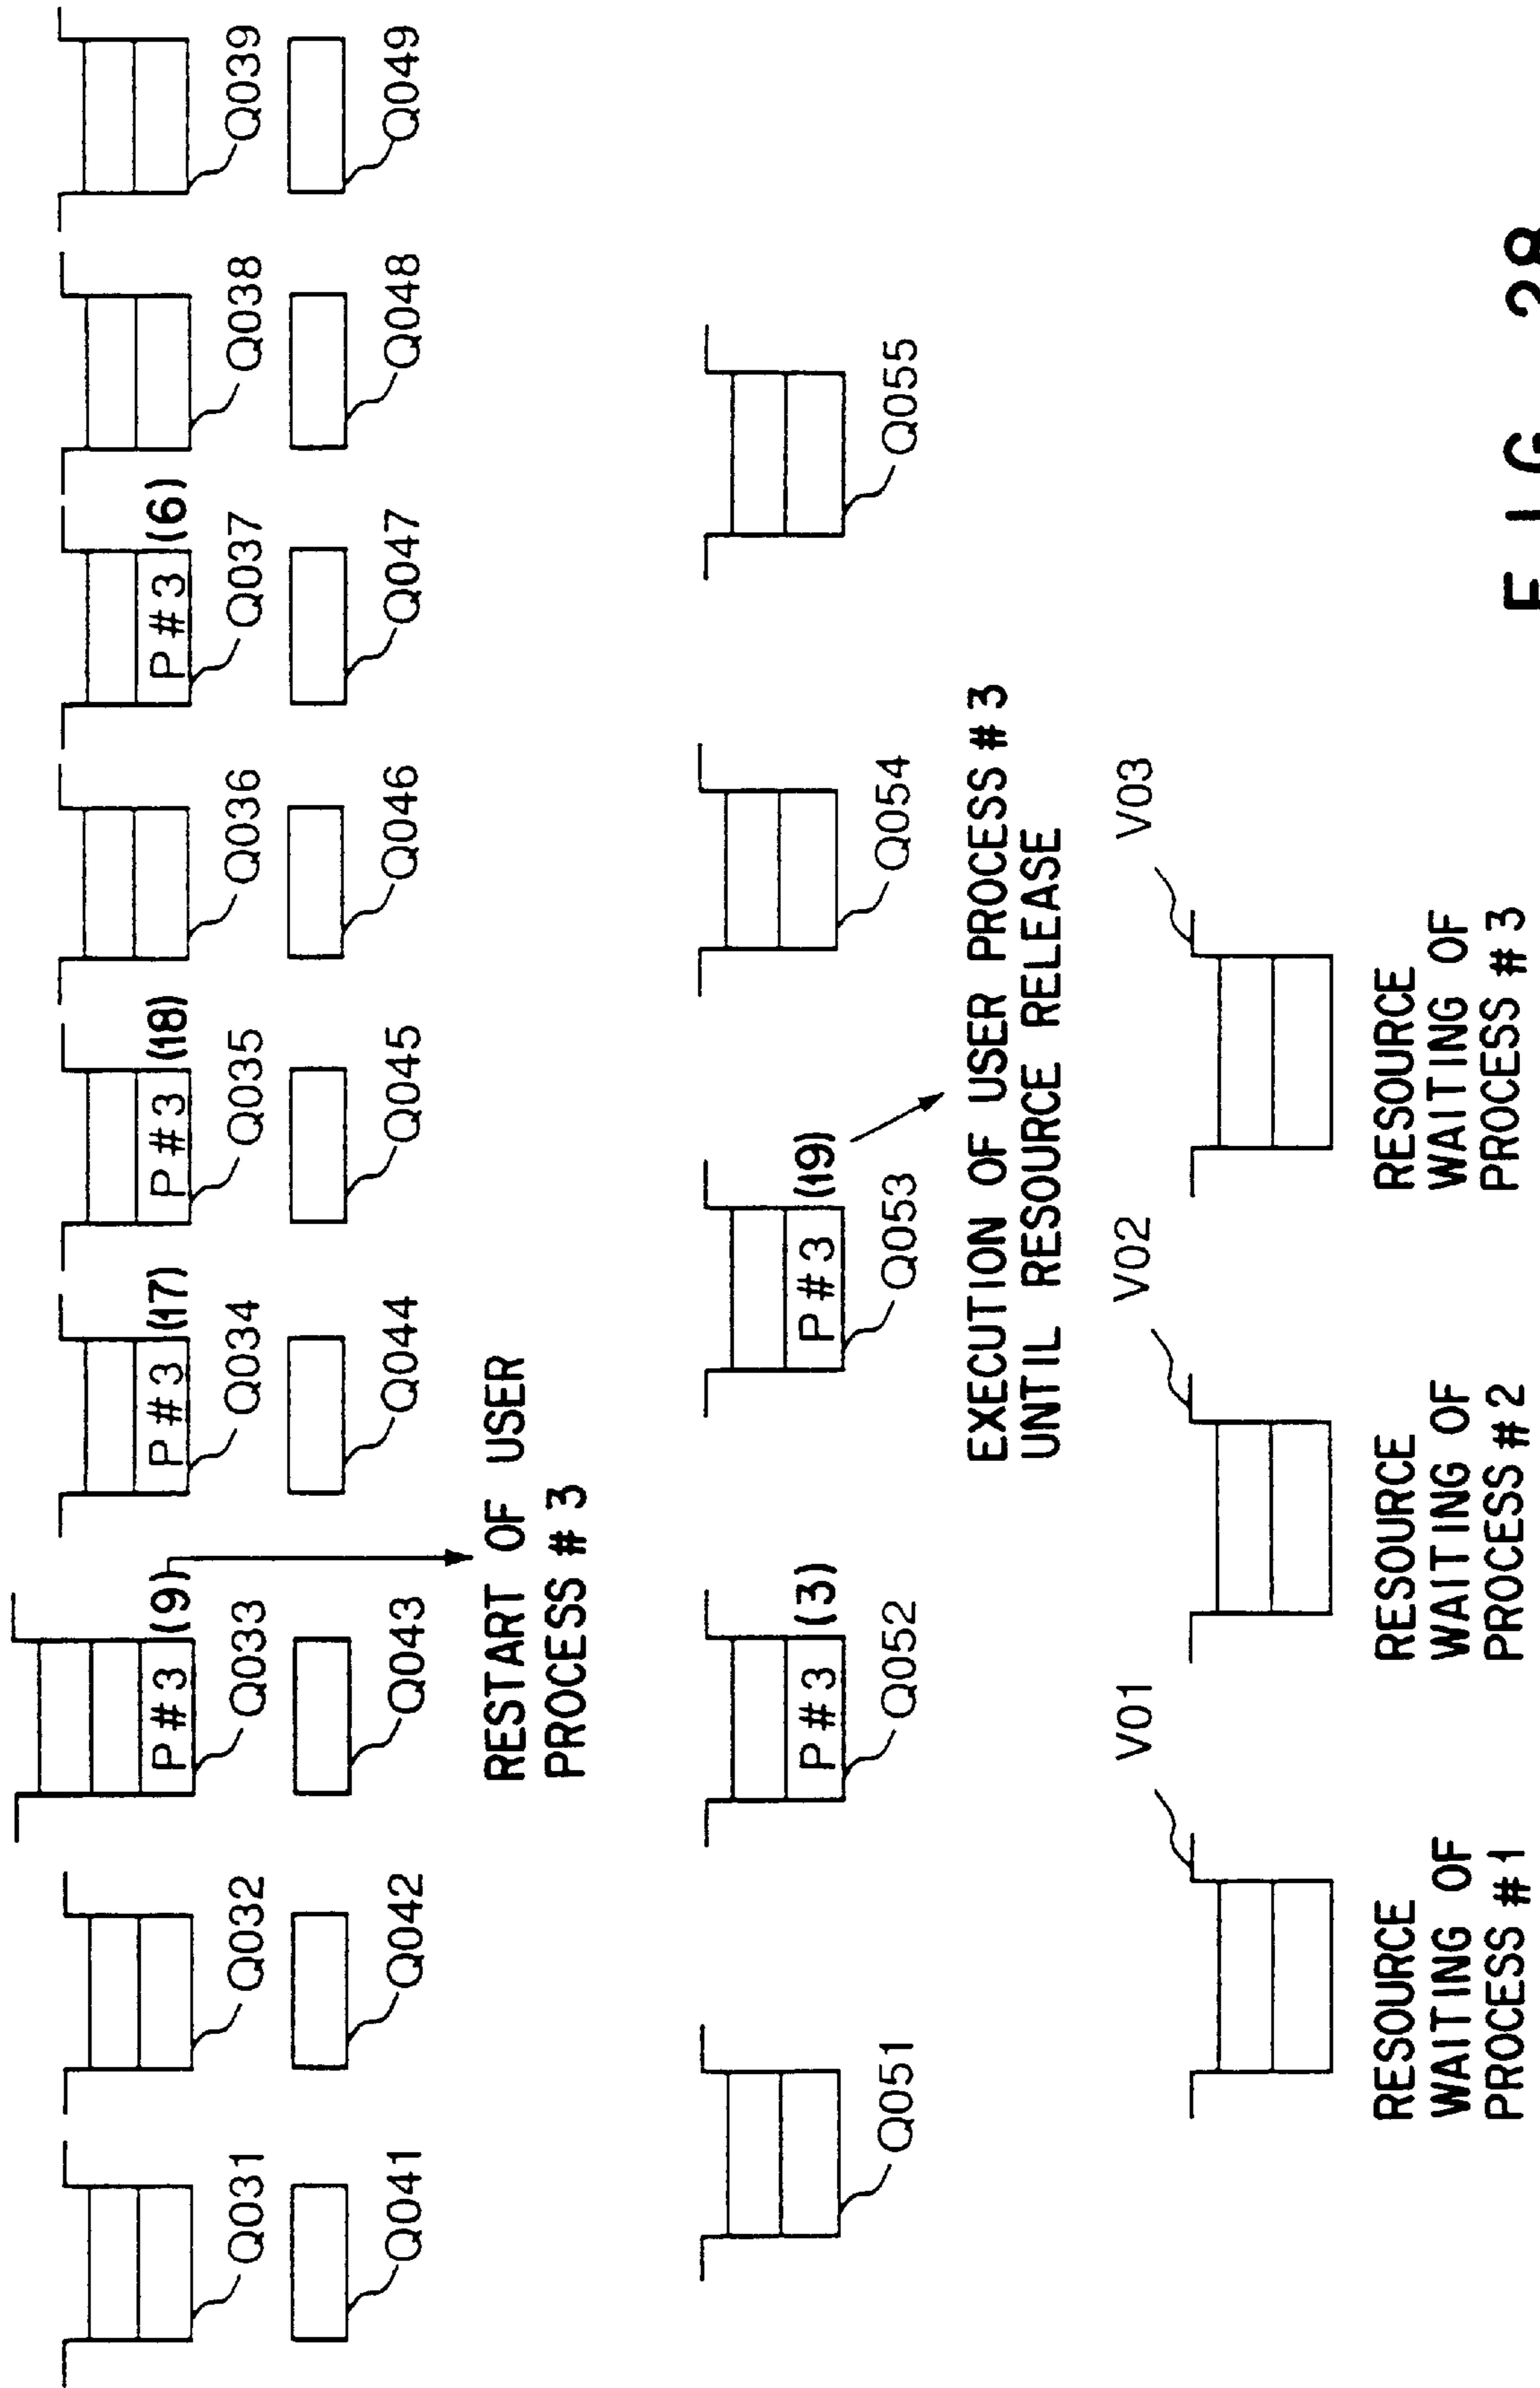 P#3 (9)
P#3 (17)
P#3 (18)
P#3 (6)
Q031
Q032
Q033
Q034
Q035
Q036
Q037
Q038
Q039
Q041
Q042
Q043
Q044
Q045
Q046
Q047
Q048
Q049
RESTART OF USER
PROCESS #3
P#3 (3)
P#3 (19)
Q051
Q052
Q053
Q054
Q055
EXECUTION OF USER PROCESS #3
UNTIL RESOURCE RELEASE
V01
V02
V03
RESOURCE
WAITING OF
PROCESS #1
RESOURCE
WAITING OF
PROCESS #2
RESOURCE
WAITING OF
PROCESS #3
FIG. 28